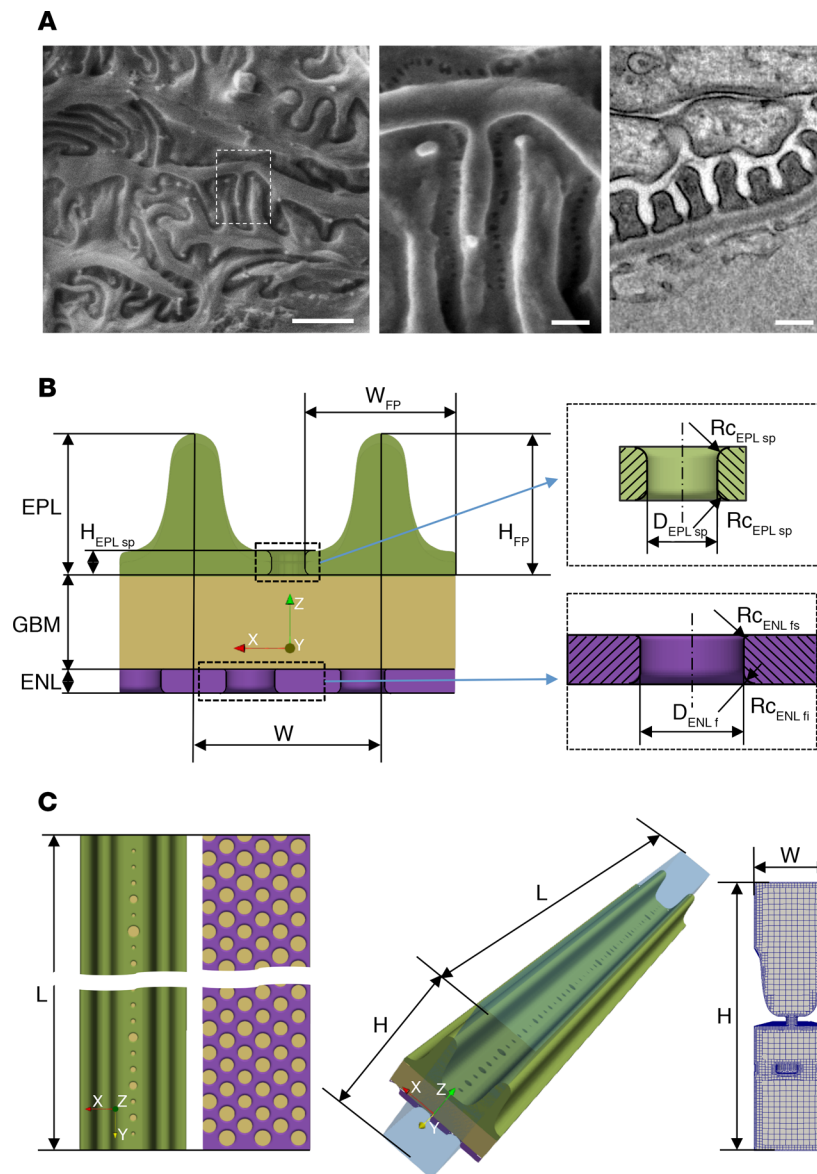 A
B
W FP
EPL
H EPL sp
H FP
GBM
Z
X
Y
ENL
W
Rc EPL sp
D EPL sp
Rc EPL sp
Rc ENL fs
D ENL f
Rc ENL fi
C
L
X
Z
Y
L
H
X
Z
Y
W
H